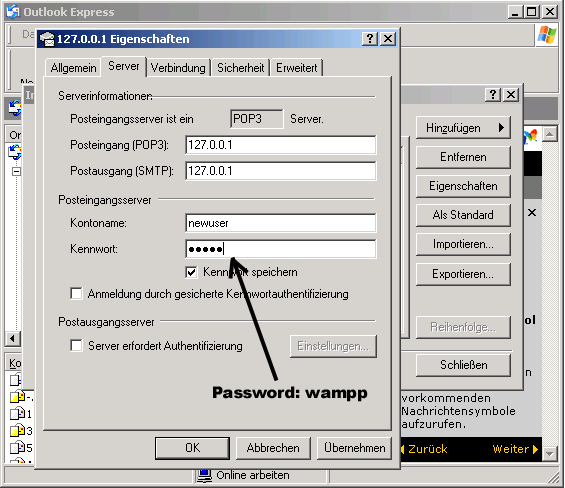 Outlook Express
127.0.0.1 Eigenschaften
Allgemein Server Verbindung Sicherheit Erweitert
Serverinformationen:
Posteingangsserver ist ein POP3 Server.
Posteingang (POP3): 127.0.0.1
Postausgang (SMTP): 127.0.0.1
Posteingangsserver
Kontoname: newuser
Kennwort: ●●●●●
Kennwort speichern
Anmeldung durch gesicherte Kennwortauthentifizierung
Postausgangsserver
Server erfordert Authentifizierung Einstellungen...
Password: wampp
OK Abbrechen Übernehmen
Hinzufügen
Entfernen
Eigenschaften
Als Standard
Importieren...
Exportieren...
Reihenfolge...
Schließen
vorkommenden
Nachrichtensymbole
aufzurufen.
Zurück Weiter
Online arbeiten